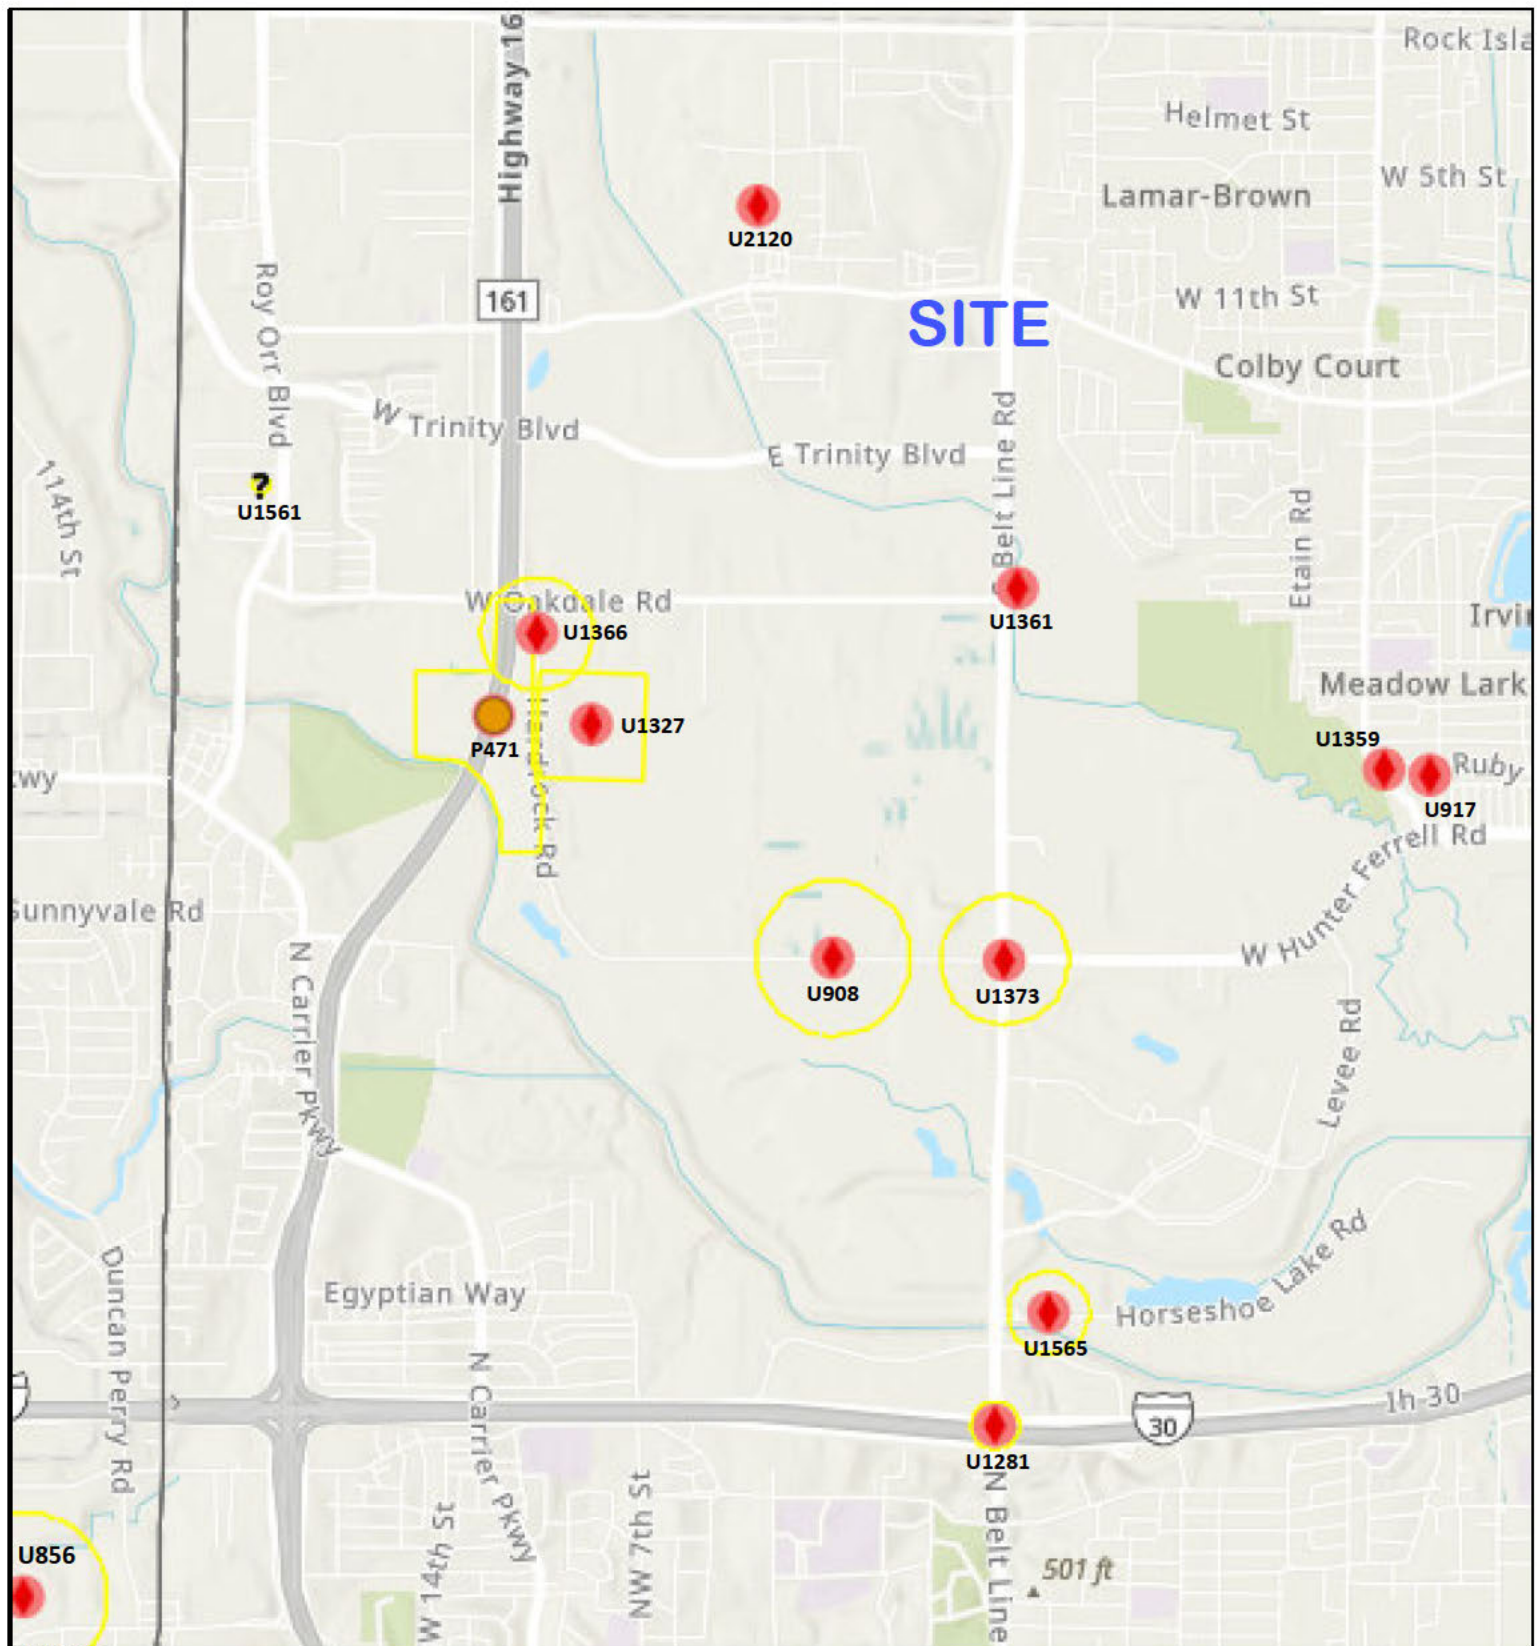 Highway 16
Rock Isla
Helmet St
W 5th St
Lamar-Brown
U2120
Roy Orr Blvd
161
W 11th St
SITE
Colby Court
W Trinity Blvd
E Trinity Blvd
Belt Line Rd
114th St
?
U1561
Etain Rd
W Oakdale Rd
U1366
U1361
Irvi
Meadow Lark
U1327
P471
Hardrock Rd
U1359
Ruby
U917
wy
W Hunter Ferrell Rd
Sunnyvale Rd
N Carrier Pkwy
U908
U1373
Levee Rd
Duncan Perry Rd
Egyptian Way
Horseshoe Lake Rd
U1565
N Carrier Pkwy
Ih 30
30
U1281
N Belt Line
W 14th St
NW 7th St
U856
501 ft